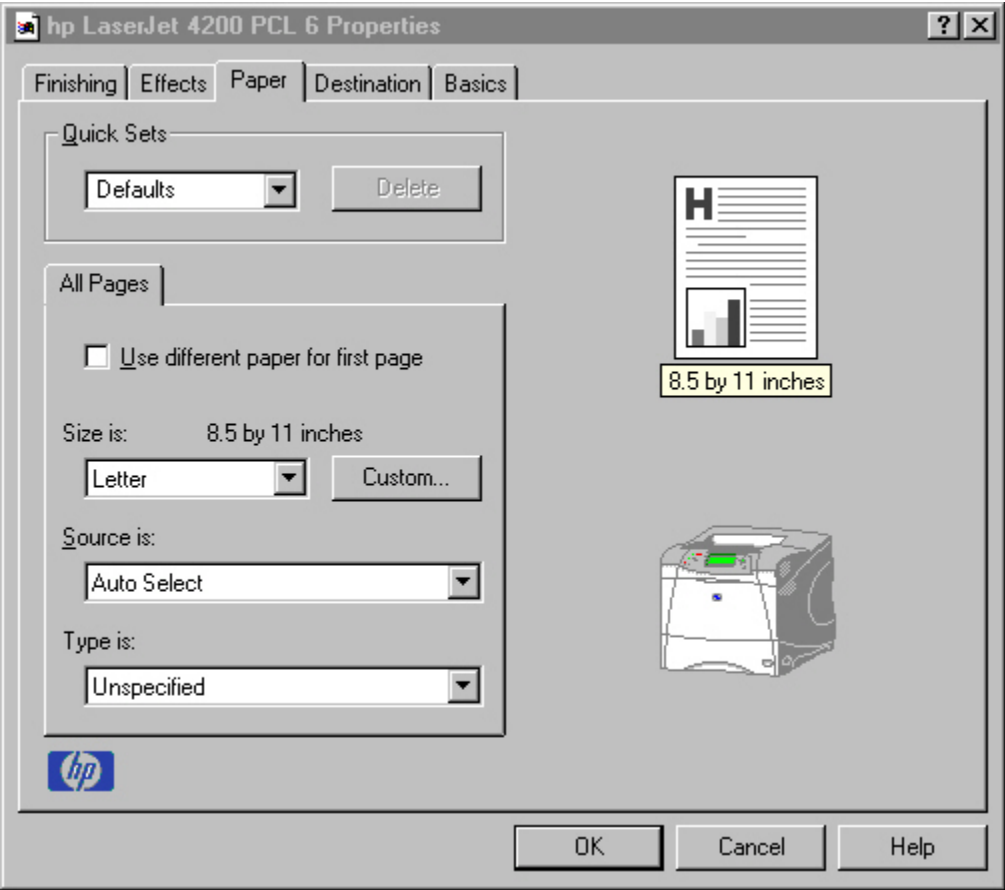 hp LaserJet 4200 PCL 6 Properties
Finishing Effects Paper Destination Basics
Quick Sets
Defaults Delete
All Pages
Use different paper for first page
Size is: 8.5 by 11 inches
Letter Custom...
Source is:
Auto Select
Type is:
Unspecified
H
8.5 by 11 inches
hp
OK Cancel Help